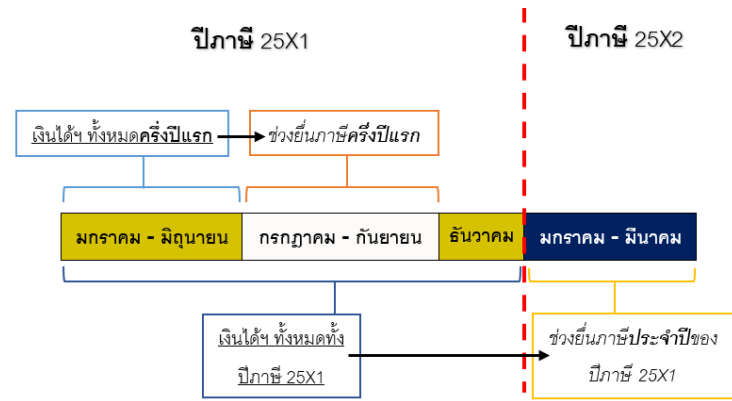 ปีภาษี 25X1
ปีภาษี 25X2
เงินได้ฯ ทั้งหมดครึ่งปีแรก
ช่วงยื่นภาษีครึ่งปีแรก
มกราคม - มิถุนายน
กรกฎาคม - กันยายน
ธันวาคม
มกราคม - มีนาคม
เงินได้ฯ ทั้งหมดทั้ง
ปีภาษี 25X1
ช่วงยื่นภาษีประจำปีของ
ปีภาษี 25X1